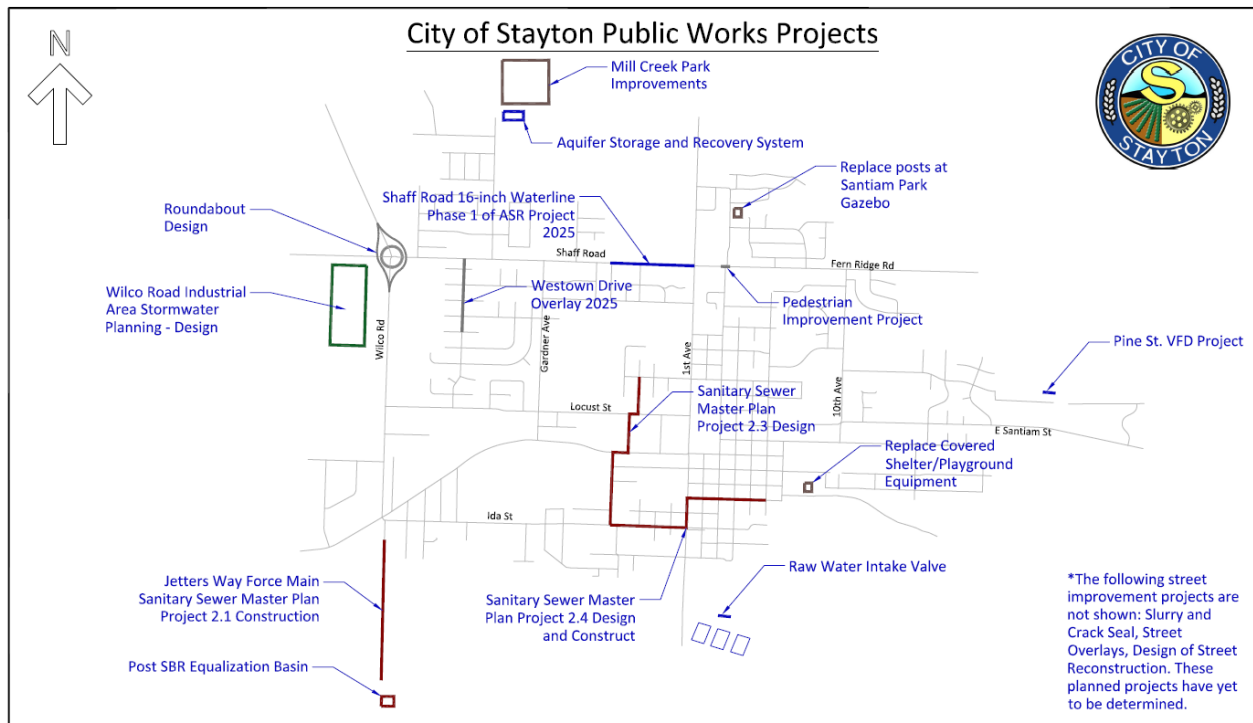 City of Stayton Public Works Projects
N
CITY OF
S
STAYTON
Mill Creek Park
Improvements
Aquifer Storage and Recovery System
Replace posts at
Santiam Park
Gazebo
Shaff Road 16-inch Waterline
Phase 1 of ASR Project
2025
Roundabout
Design
Shaff Road
Fern Ridge Rd
Wilco Road Industrial
Area Stormwater
Planning - Design
Westown Drive
Overlay 2025
Pedestrian
Improvement Project
Wilco Rd
Gardner Ave
1st Ave
10th Ave
Pine St. VFD Project
Sanitary Sewer
Master Plan
Project 2.3 Design
Locust St
E Santiam St
Replace Covered
Shelter/Playground
Equipment
Ida St
Raw Water Intake Valve
Jetters Way Force Main
Sanitary Sewer Master Plan
Project 2.1 Construction
Sanitary Sewer Master
Plan Project 2.4 Design
and Construct
Post SBR Equalization Basin
*The following street
improvement projects are
not shown: Slurry and
Crack Seal, Street
Overlays, Design of Street
Reconstruction. These
planned projects have yet
to be determined.